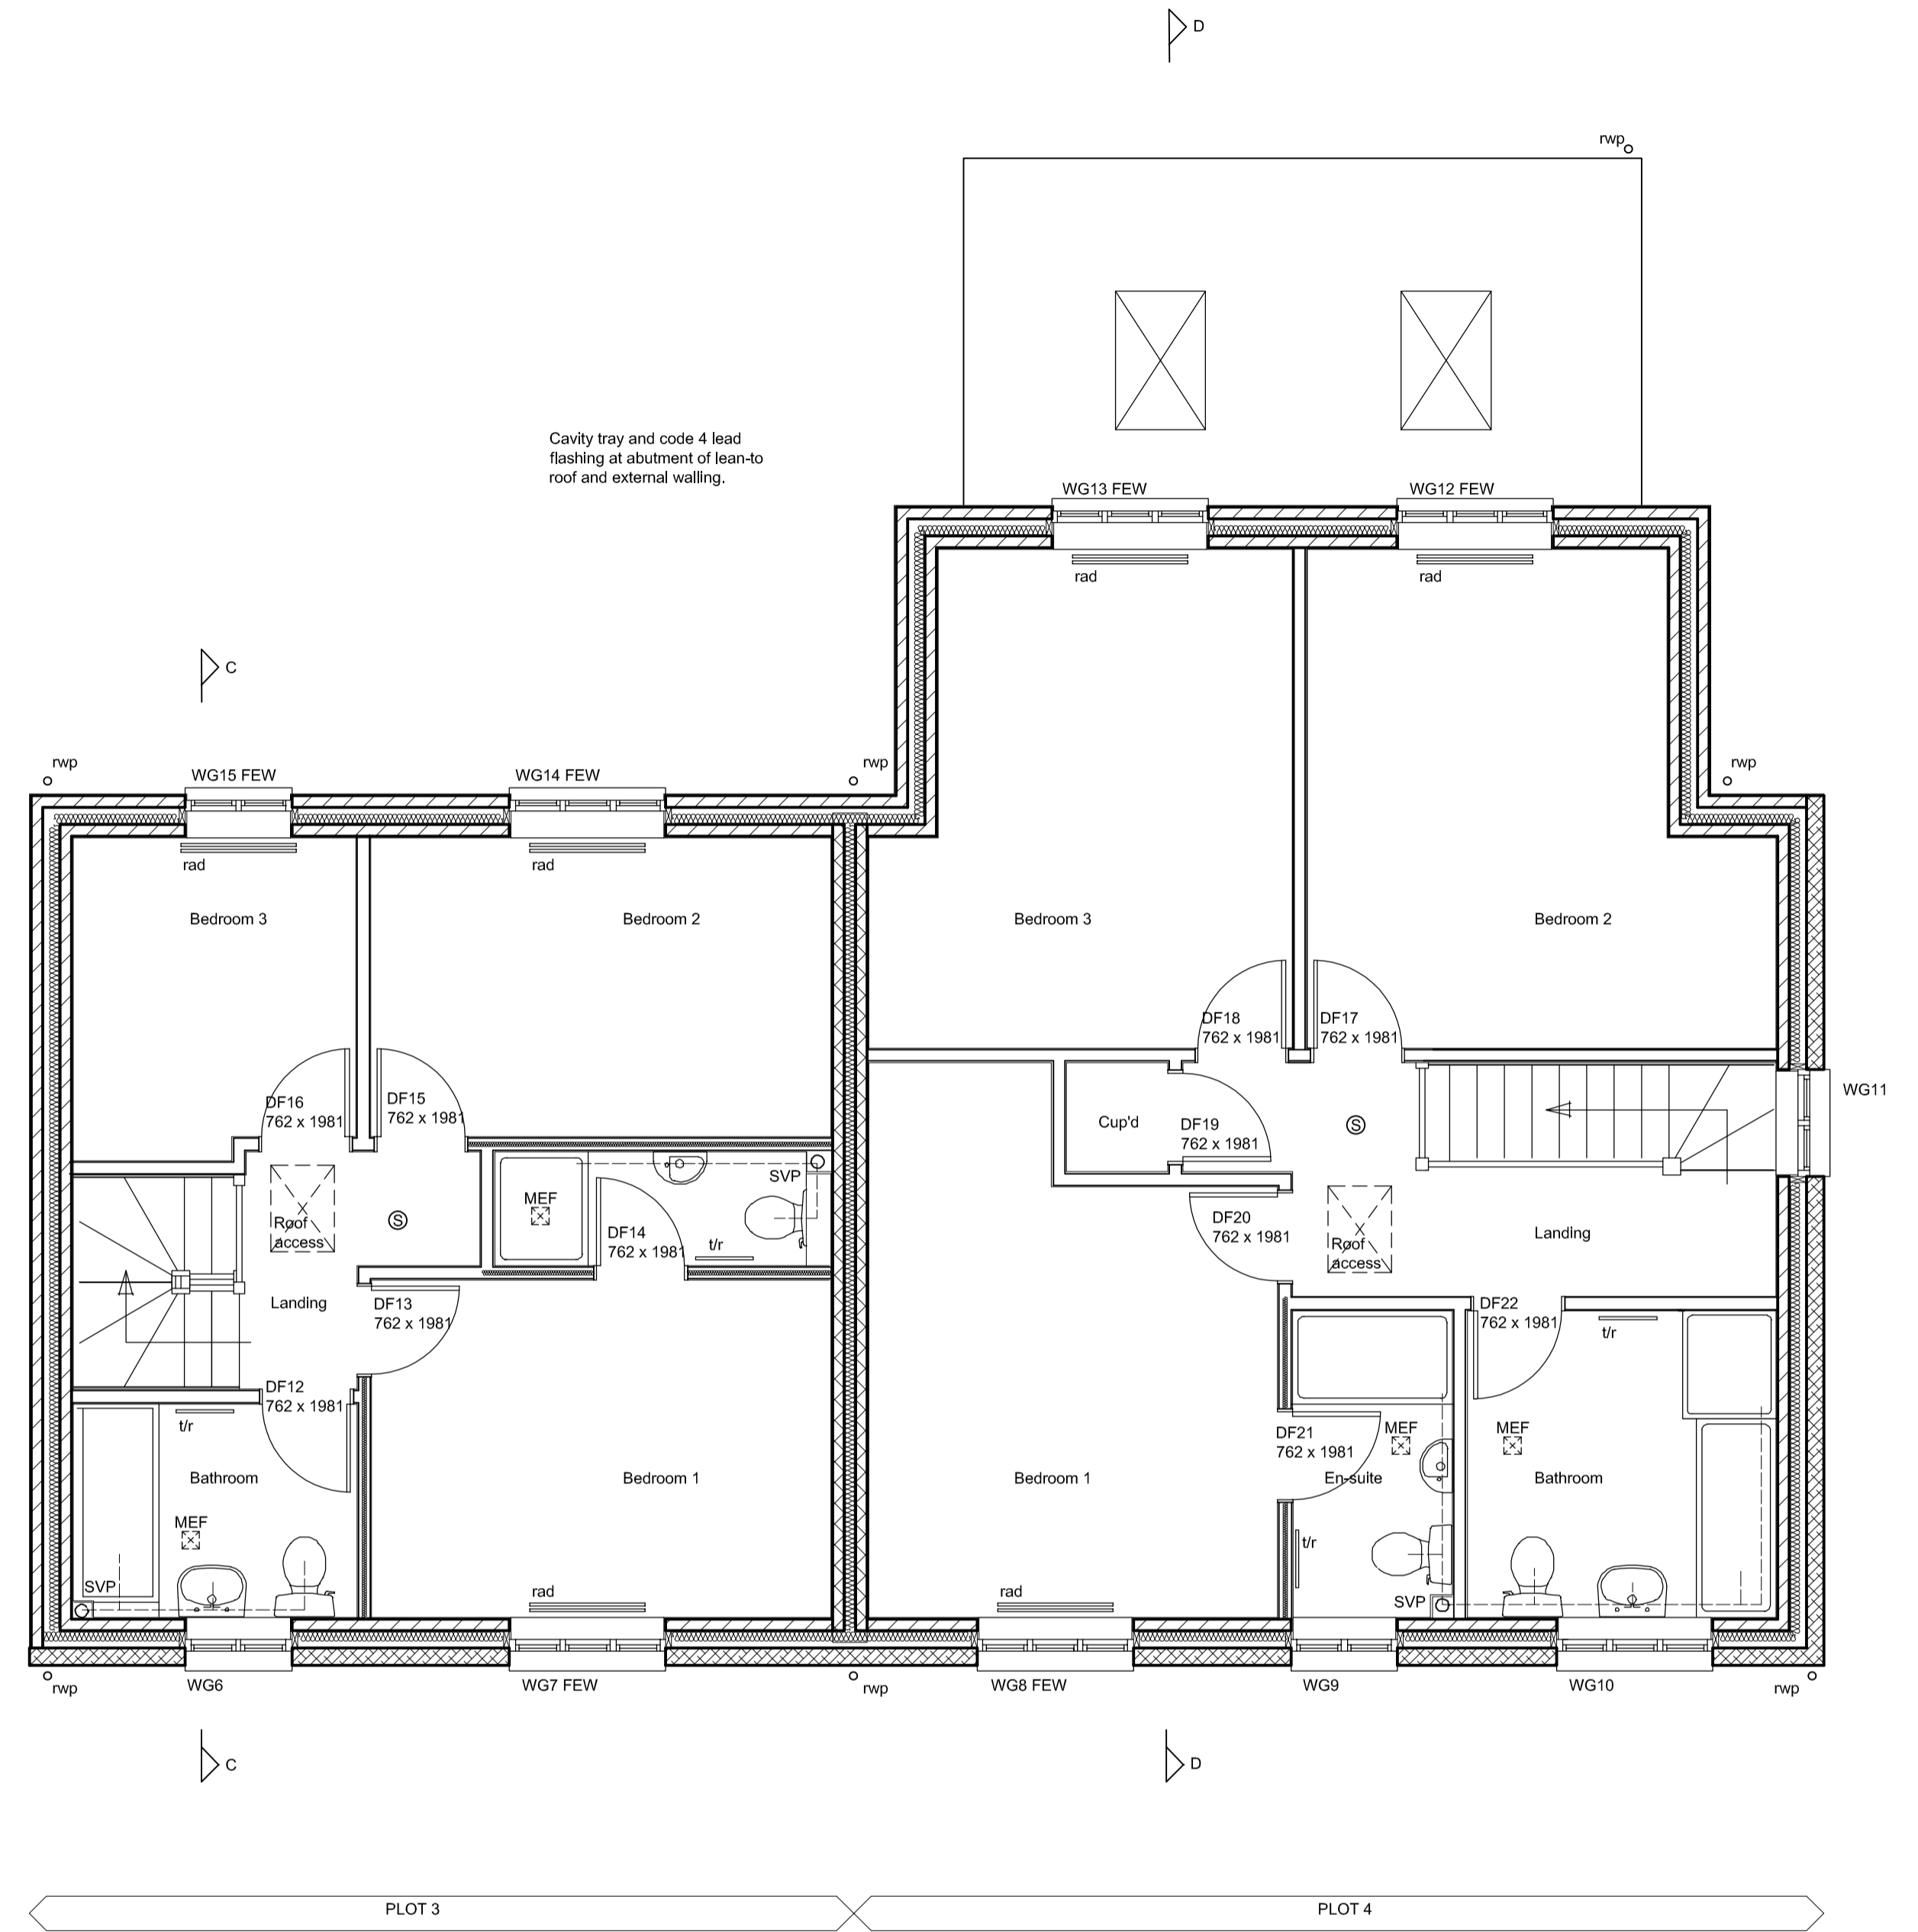 D
rwp
Cavity tray and code 4 lead
flashing at abutment of lean-to
roof and external walling.
WG13 FEW
WG12 FEW
rad
rad
C
rwp
WG15 FEW
WG14 FEW
rwp
rwp
rad
rad
Bedroom 3
Bedroom 2
Bedroom 3
Bedroom 2
DF18
762 x 1981
DF17
762 x 1981
WG11
DF16
762 x 1981
DF15
762 x 1981
Cup'd
DF19
762 x 1981
S
SVP
MEF
Roof
access
S
DF14
762 x 1981
t/r
DF20
762 x 1981
Roof
access
Landing
Landing
DF13
762 x 1981
DF22
762 x 1981
t/r
DF12
762 x 1981
t/r
DF21
762 x 1981
MEF
MEF
Bathroom
Bedroom 1
Bedroom 1
En-suite
Bathroom
MEF
t/r
SVP
rad
rad
SVP
rwp
WG6
WG7 FEW
rwp
WG8 FEW
WG9
WG10
rwp
C
D
PLOT 3
PLOT 4